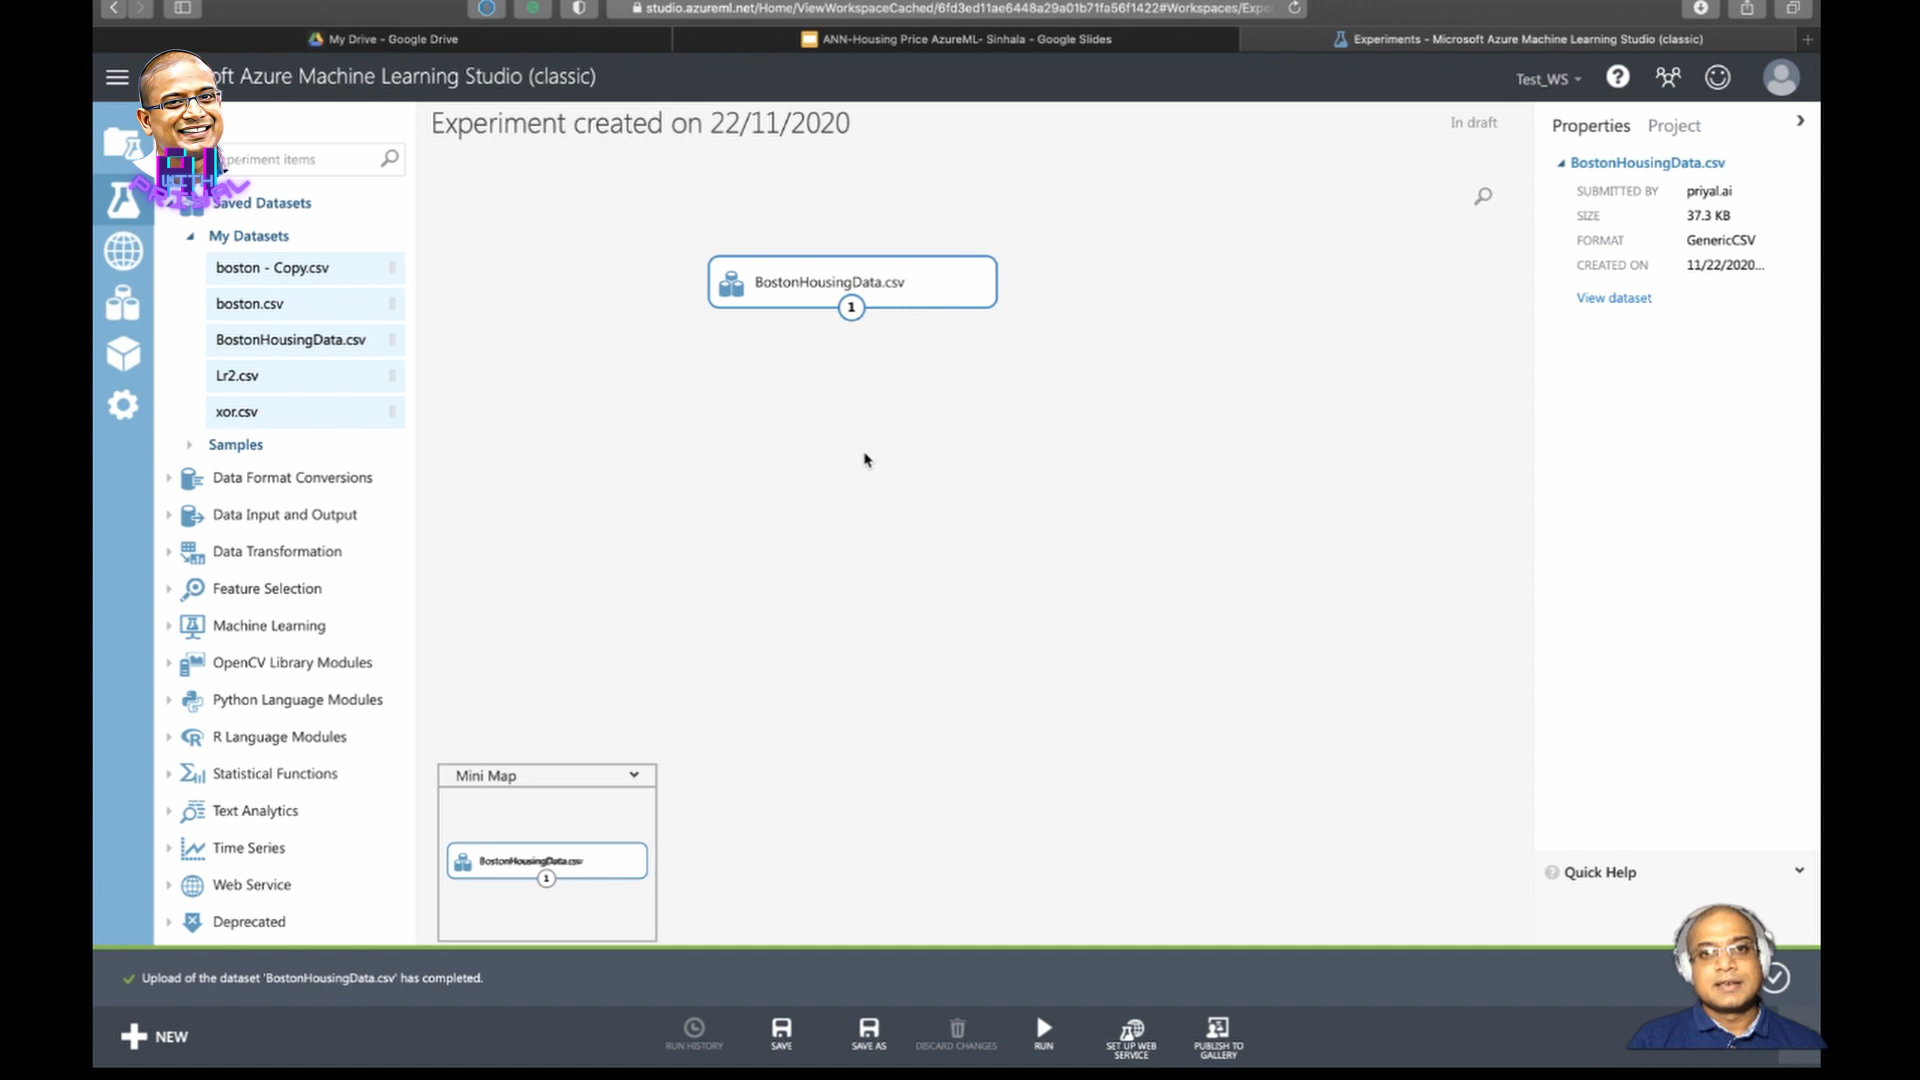 studio.azureml.net/Home/ViewWorkspaceCached/6fd3ed11ae6448a29a01b71fa56f1422#Workspaces/Expe
My Drive - Google Drive
ANN-Housing Price AzureML- Sinhala - Google Slides
Experiments - Microsoft Azure Machine Learning Studio (classic)
oft Azure Machine Learning Studio (classic)
Test_WS
Experiment created on 22/11/2020
In draft
Properties
Project
xperiment items
WITH
PRIYAL
Saved Datasets
My Datasets
boston - Copy.csv
boston.csv
BostonHousingData.csv
Lr2.csv
xor.csv
Samples
Data Format Conversions
Data Input and Output
Data Transformation
Feature Selection
Machine Learning
OpenCV Library Modules
Python Language Modules
R Language Modules
Statistical Functions
Text Analytics
Time Series
Web Service
Deprecated
BostonHousingData.csv
1
Mini Map
BostonHousingData.csv
1
BostonHousingData.csv
SUBMITTED BY priyal.ai
SIZE 37.3 KB
FORMAT GenericCSV
CREATED ON 11/22/2020...
View dataset
Quick Help
Upload of the dataset 'BostonHousingData.csv' has completed.
NEW
RUN HISTORY
SAVE
SAVE AS
DISCARD CHANGES
RUN
SET UP WEB
SERVICE
PUBLISH TO
GALLERY